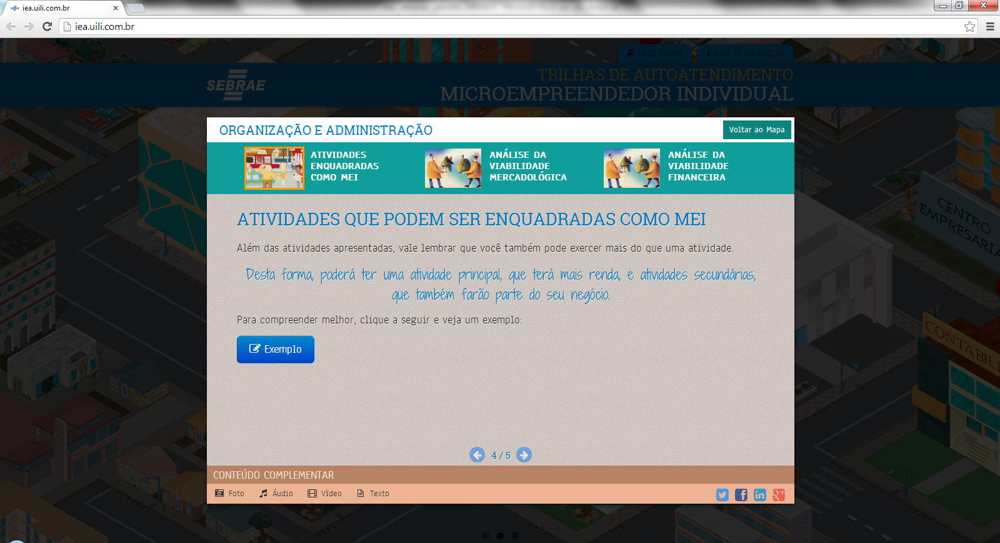 iea.uili.com.br
iea.uili.com.br
MEUS DADOS
GUIA DE NAVEGAÇÃO
SEBRAE
TRILHAS DE AUTOATENDIMENTO
MICROEMPREENDEDOR INDIVIDUAL
ORGANIZAÇÃO E ADMINISTRAÇÃO
Voltar ao Mapa
ATIVIDADES
ENQUADRADAS
COMO MEI
ANÁLISE DA
VIABILIDADE
MERCADOLÓGICA
ANÁLISE DA
VIABILIDADE
FINANCEIRA
ATIVIDADES QUE PODEM SER ENQUADRADAS COMO MEI
Além das atividades apresentadas, vale lembrar que você também pode exercer mais do que uma atividade.
Desta forma, poderá ter uma atividade principal, que terá mais renda, e atividades secundárias,
que também farão parte do seu negócio.
Para compreender melhor, clique a seguir e veja um exemplo:
Exemplo
4 / 5
CONTEÚDO COMPLEMENTAR
Foto
Áudio
Vídeo
Texto
CENTRO
EMPRESARIA
CONTABILI